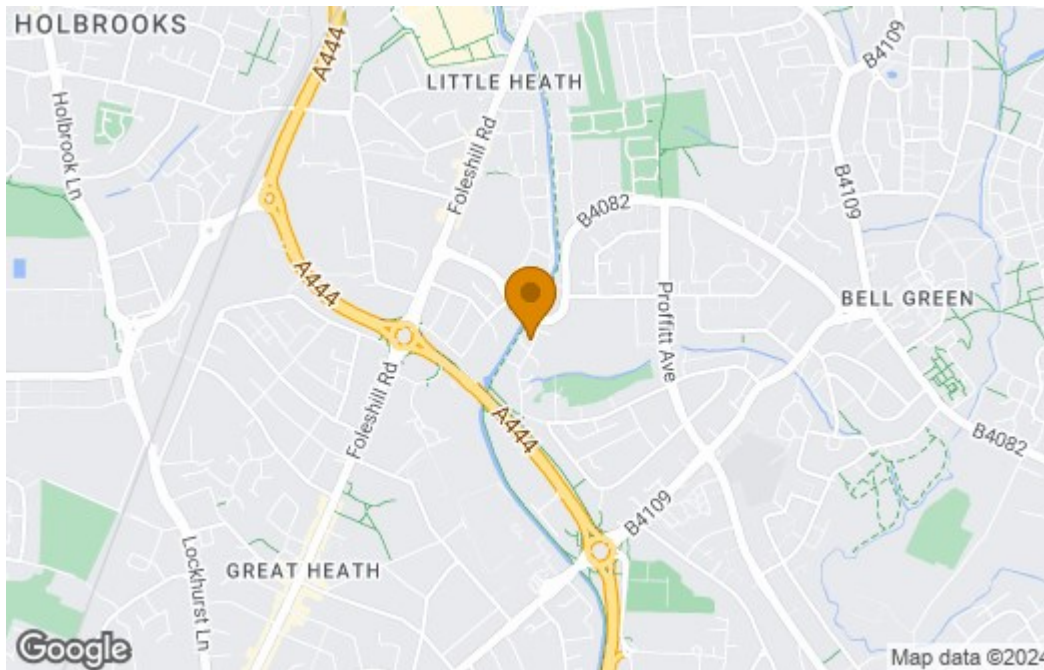 HOLBROOKS
A444
B4109
LITTLE HEATH
Holbrook Ln
Foleshill Rd
B4109
B4082
A444
BELL GREEN
Proffitt Ave
Foleshill Rd
A444
B4082
B4109
Lockhurst Ln
GREAT HEATH
Google
Map data ©2024